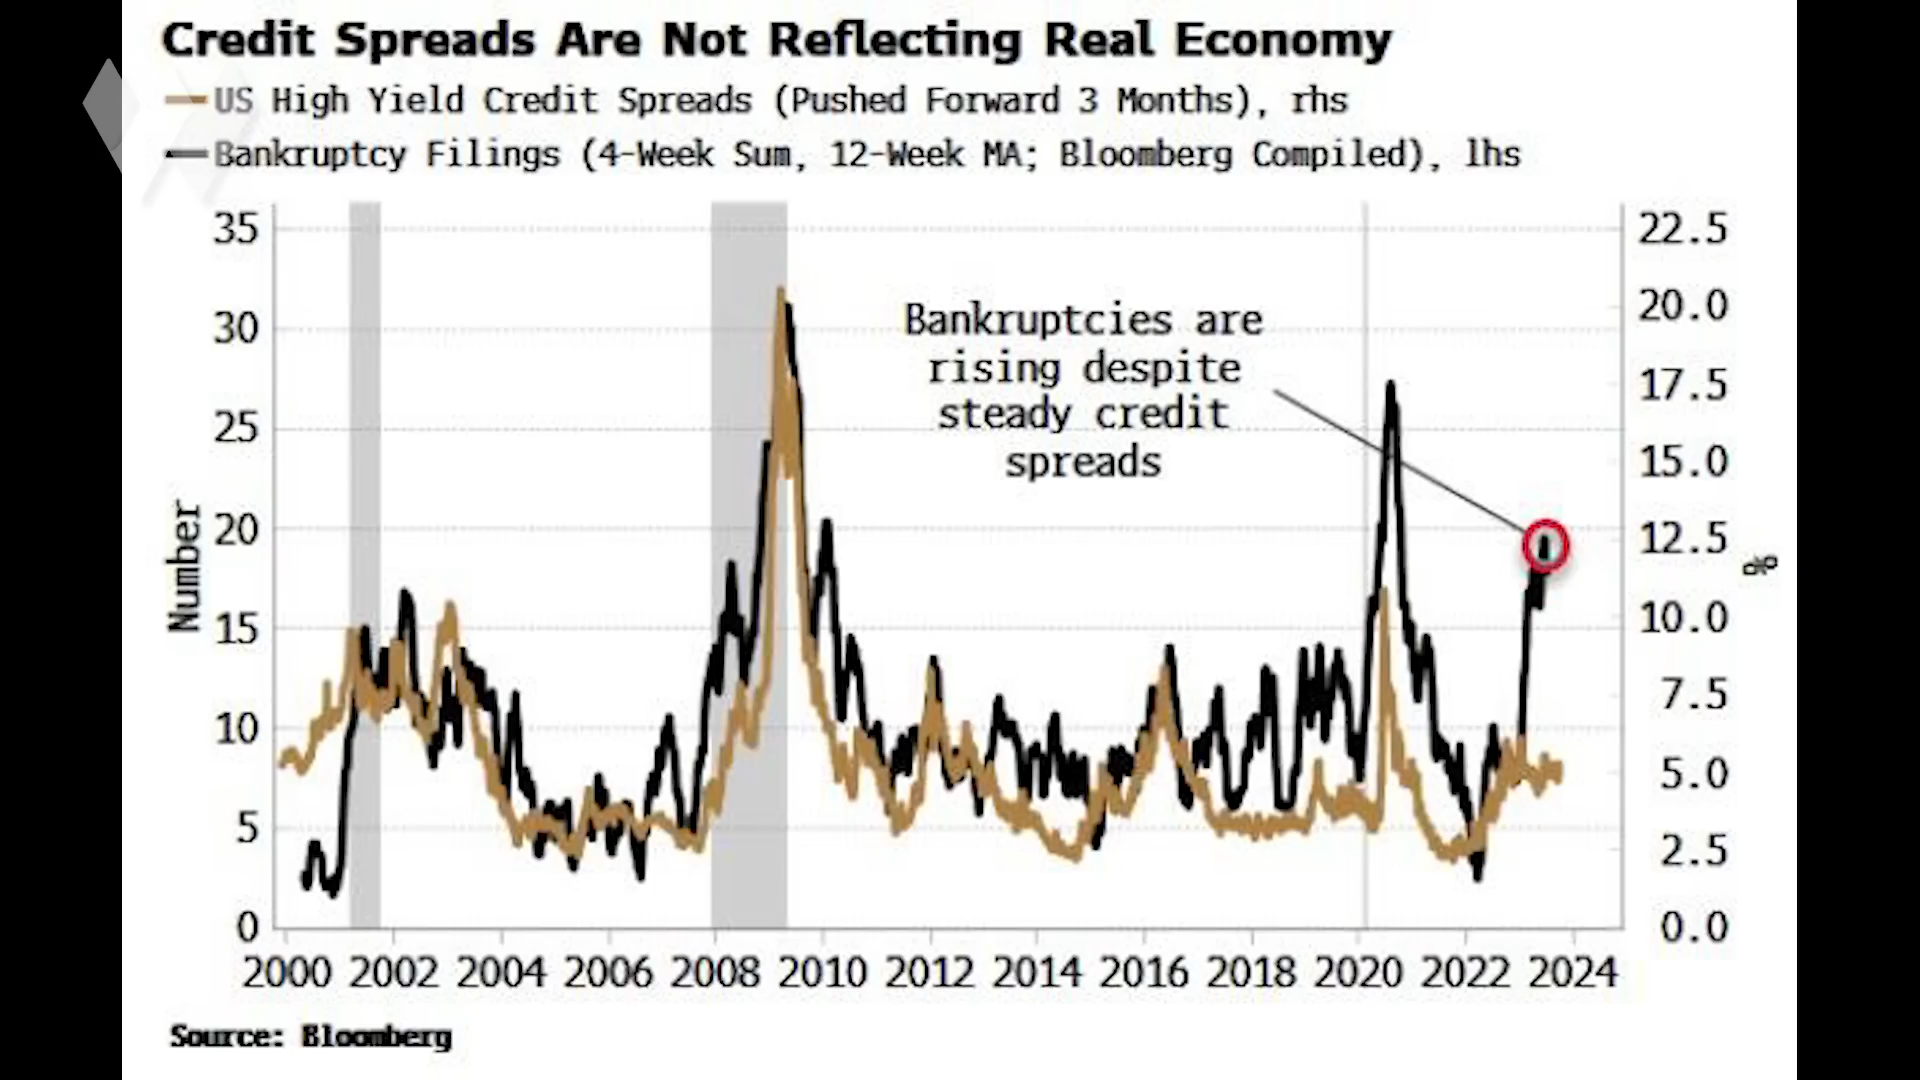 Credit Spreads Are Not Reflecting Real Economy
US High Yield Credit Spreads (Pushed Forward 3 Months), rhs
Bankruptcy Filings (4-Week Sum, 12-Week MA; Bloomberg Compiled), lhs
35
30
25
20
15
10
5
0
Number
Bankruptcies are
rising despite
steady credit
spreads
22.5
20.0
17.5
15.0
12.5
10.0
7.5
5.0
2.5
0.0
%
2000 2002 2004 2006 2008 2010 2012 2014 2016 2018 2020 2022 2024
Source: Bloomberg